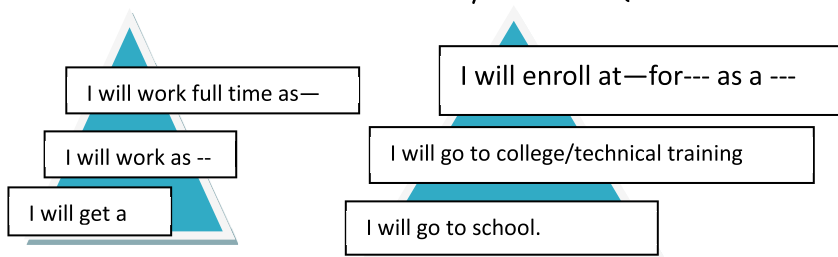 I will work full time as—
I will work as --
I will get a
I will enroll at—for--- as a ---
I will go to college/technical training
I will go to school.